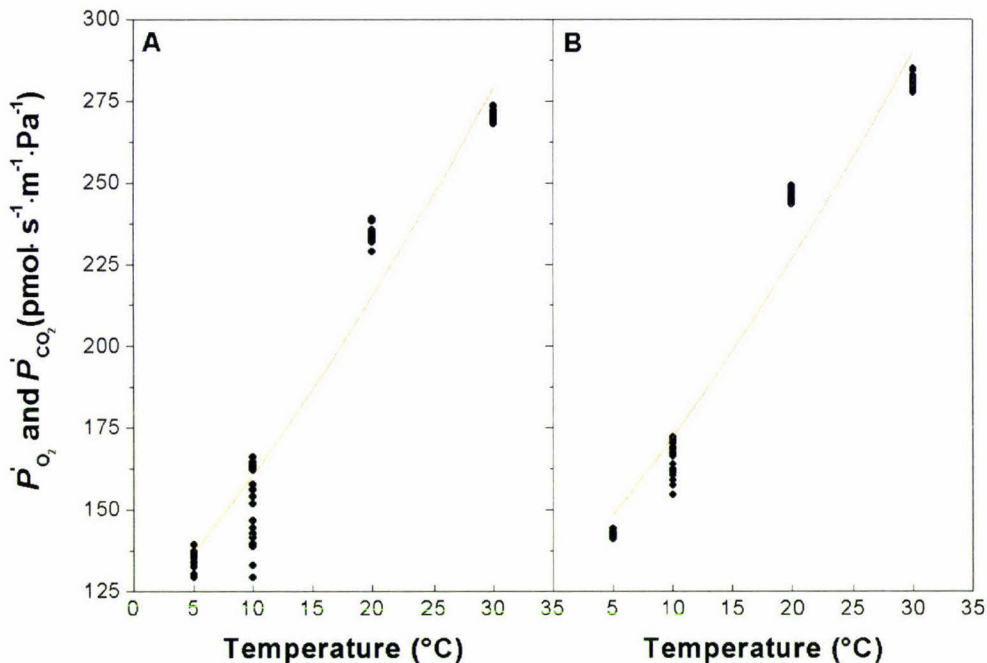 A
B
300
275
250
225
200
175
150
125
P˙O2 and P˙CO2 (pmol·s-1·m-1·Pa-1)
0 5 10 15 20 25 30 35
5 10 15 20 25 30 35
Temperature (°C)
Temperature (°C)